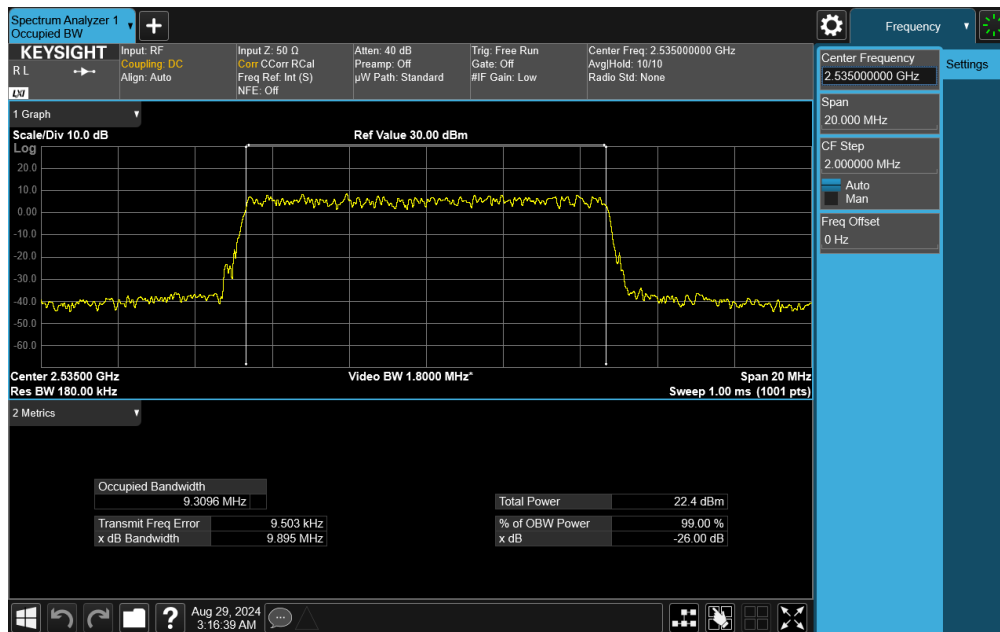 Spectrum Analyzer 1
Occupied BW
Frequency
KEYSIGHT
R L
LXI
Input: RF
Coupling: DC
Align: Auto
Input Z: 50 Ω
Corr CCorr RCal
Freq Ref: Int (S)
NFE: Off
Atten: 40 dB
Preamp: Off
µW Path: Standard
Trig: Free Run
Gate: Off
#IF Gain: Low
Center Freq: 2.535000000 GHz
Avg|Hold: 10/10
Radio Std: None
Center Frequency
2.535000000 GHz
Settings
Span
20.000 MHz
CF Step
2.000000 MHz
Auto
Man
Freq Offset
0 Hz
1 Graph
Scale/Div 10.0 dB
Ref Value 30.00 dBm
Log
20.0
10.0
0.00
-10.0
-20.0
-30.0
-40.0
-50.0
-60.0
Center 2.53500 GHz
Video BW 1.8000 MHz*
Span 20 MHz
Res BW 180.00 kHz
Sweep 1.00 ms (1001 pts)
2 Metrics
Occupied Bandwidth
9.3096 MHz
Total Power 22.4 dBm
Transmit Freq Error 9.503 kHz
% of OBW Power 99.00 %
x dB Bandwidth 9.895 MHz
x dB -26.00 dB
Aug 29, 2024
3:16:39 AM